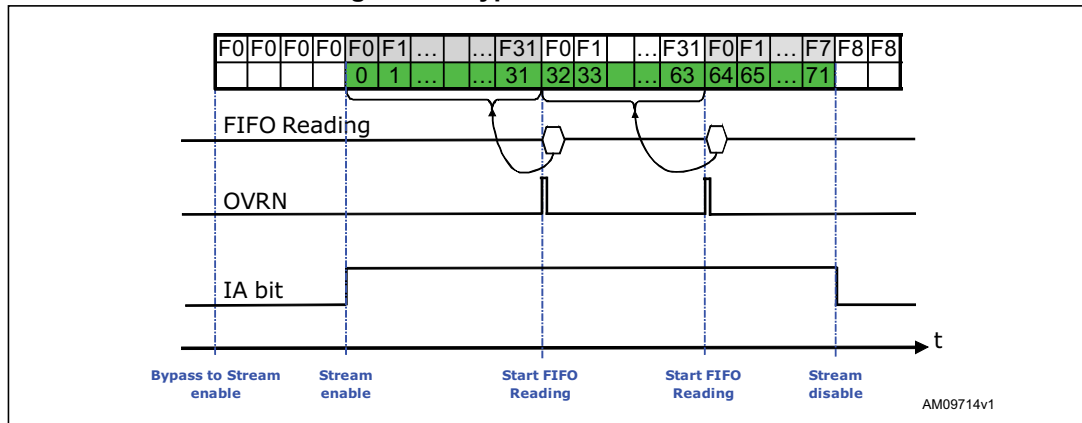 F0 F0 F0 F0 F0 F1 ... ... F31 F0 F1 ... F31 F0 F1 ... F7 F8 F8
0 1 ... ... 31 32 33 ... 63 64 65 ... 71
FIFO Reading
OVRN
IA bit
t
Bypass to Stream enable
Stream enable
Start FIFO Reading
Start FIFO Reading
Stream disable
AM09714v1